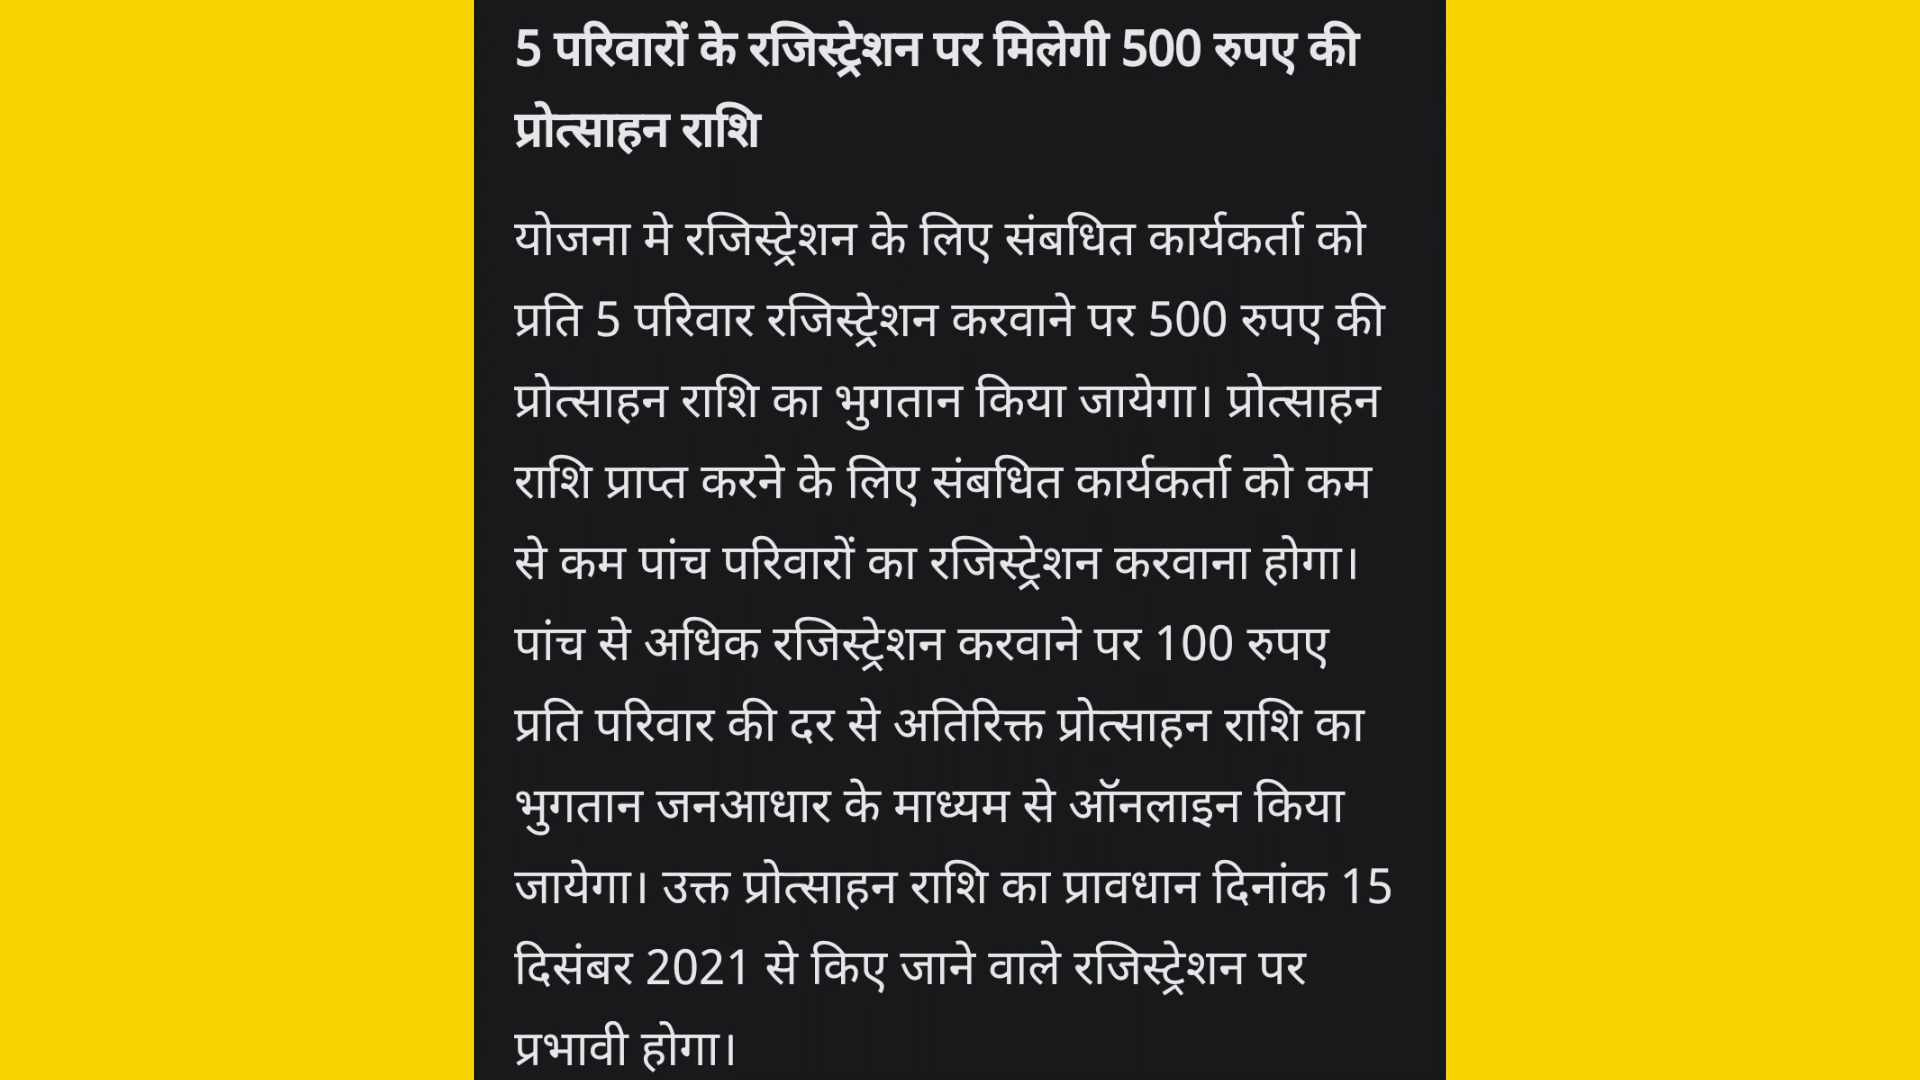 5 परिवारों के रजिस्ट्रेशन पर मिलेगी 500 रुपए की
प्रोत्साहन राशि
योजना मे रजिस्ट्रेशन के लिए संबधित कार्यकर्ता को
प्रति 5 परिवार रजिस्ट्रेशन करवाने पर 500 रुपए की
प्रोत्साहन राशि का भुगतान किया जायेगा। प्रोत्साहन
राशि प्राप्त करने के लिए संबधित कार्यकर्ता को कम
से कम पांच परिवारों का रजिस्ट्रेशन करवाना होगा।
पांच से अधिक रजिस्ट्रेशन करवाने पर 100 रुपए
प्रति परिवार की दर से अतिरिक्त प्रोत्साहन राशि का
भुगतान जनआधार के माध्यम से ऑनलाइन किया
जायेगा। उक्त प्रोत्साहन राशि का प्रावधान दिनांक 15
दिसंबर 2021 से किए जाने वाले रजिस्ट्रेशन पर
प्रभावी होगा।